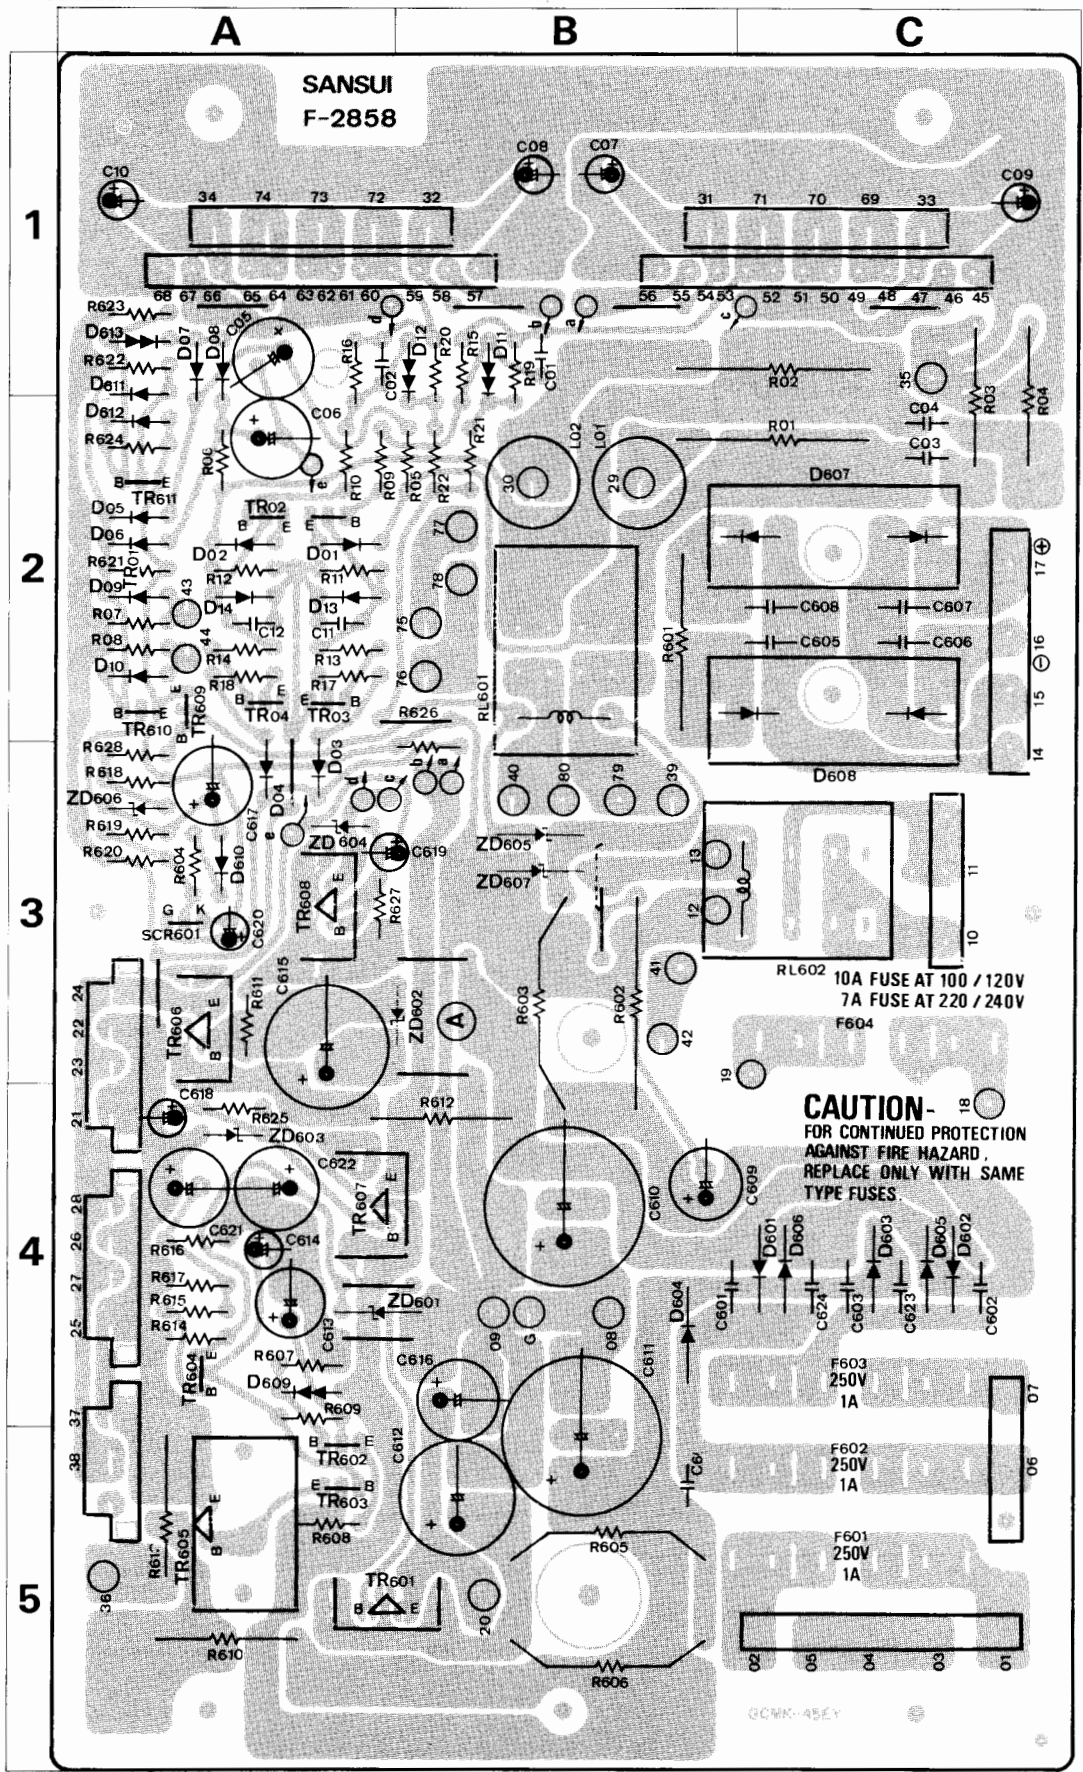 A B C
SANSUI
F-2858
C10 C08 C07 C09
1
34 74 73 72 32
31 71 70 69 33
68 67 66 65 64 63 62 61 60 59 58 57
56 55 54 53 52 51 50 49 48 47 46 45
R623
d b a c
D613 D07 D08 C05 R16 C02 D12 R20 R15 D11 R19 C01
R622
R02 35 R03 R04
D611
D612
C06
C04
R624
R06 e R10 R09 R05 R22 R21
30 L02 29 L01
R01
C03
B E
TR611
D607
D05
TR02
B E E B
77
D06
D02 D01
2
R621
TR01
R12 R11
78
17 ⊕
D09
43
D14 D13
C608 C607
R07
C12 C11
75
R08
44
R14 R13
R601
C605 C606
16
D10
R18 R17
76
RL601
⊖
15
B E
TR610
E
B
TR609
B E E B
TR04 TR03
R626
R628
D04 D03
14
D608
R618
d c b a
40 80 79 39
ZD606
C617
e
R619
ZD604
C619
ZD605
R620
R604 D610
ZD607
13
11
3
TR608
E
B
R627
12
10
G K
SCR601
C620
C615
RL602
10A FUSE AT 100/120V
7A FUSE AT 220/240V
F604
24
22
23
TR606
E
B
R611
ZD602
A
R603 R602
41
42
19
C618
21
R625
R612
18
CAUTION-
FOR CONTINUED PROTECTION
AGAINST FIRE HAZARD,
REPLACE ONLY WITH SAME
TYPE FUSES.
ZD603
C622
TR607
E
B
C610
C609
28
26
C621
C614
R616
4
D601 D606 D603 D605 D602
27
R617
R615
ZD601
D604
C601 C624 C603 C623 C602
25
R614
C613
09 G 08
TR604
E
B
R607
C616
C611
F603
250V
1A
D609
07
R609
37
38
C612
B E
TR602
F602
250V
1A
06
E B
TR603
TR605
E
B
R608
R605
F601
250V
1A
5
36
TR601
B E
20
R610
R606
02 05 04 03 01